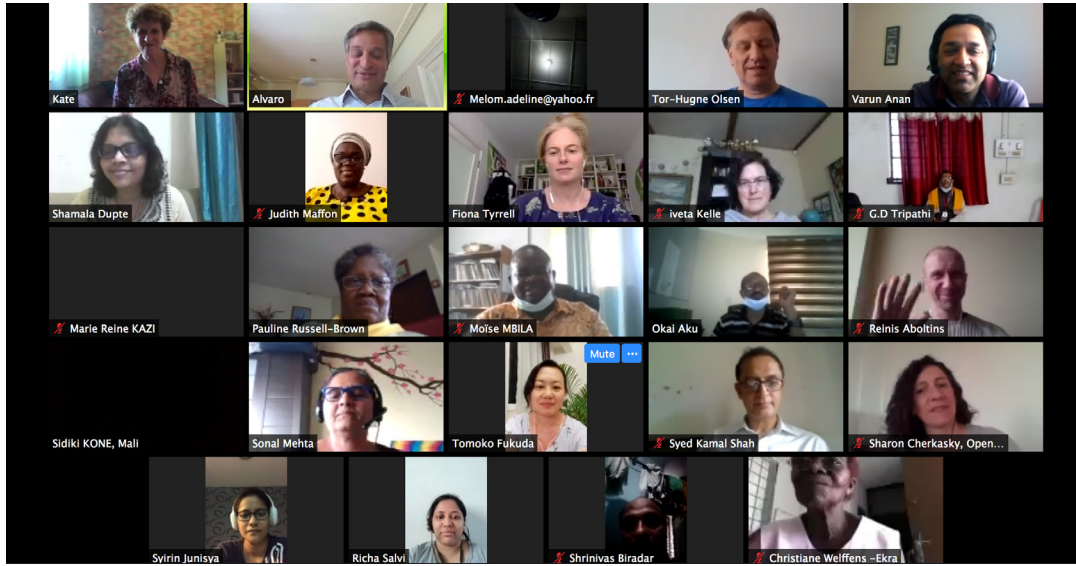 Kate
Alvaro
Melom.adeline@yahoo.fr
Tor-Hugne Olsen
Varun Anan
Shamala Dupte
Judith Maffon
Fiona Tyrrell
iveta Kelle
G.D Tripathi
Marie Reine KAZI
Pauline Russell-Brown
Moïse MBILA
Okai Aku
Reinis Aboltins
Mute ...
Sidiki KONE, Mali
Sonal Mehta
Tomoko Fukuda
Syed Kamal Shah
Sharon Cherkasky, Open...
Syirin Junisya
Richa Salvi
Shrinivas Biradar
Christiane Welffens -Ekra